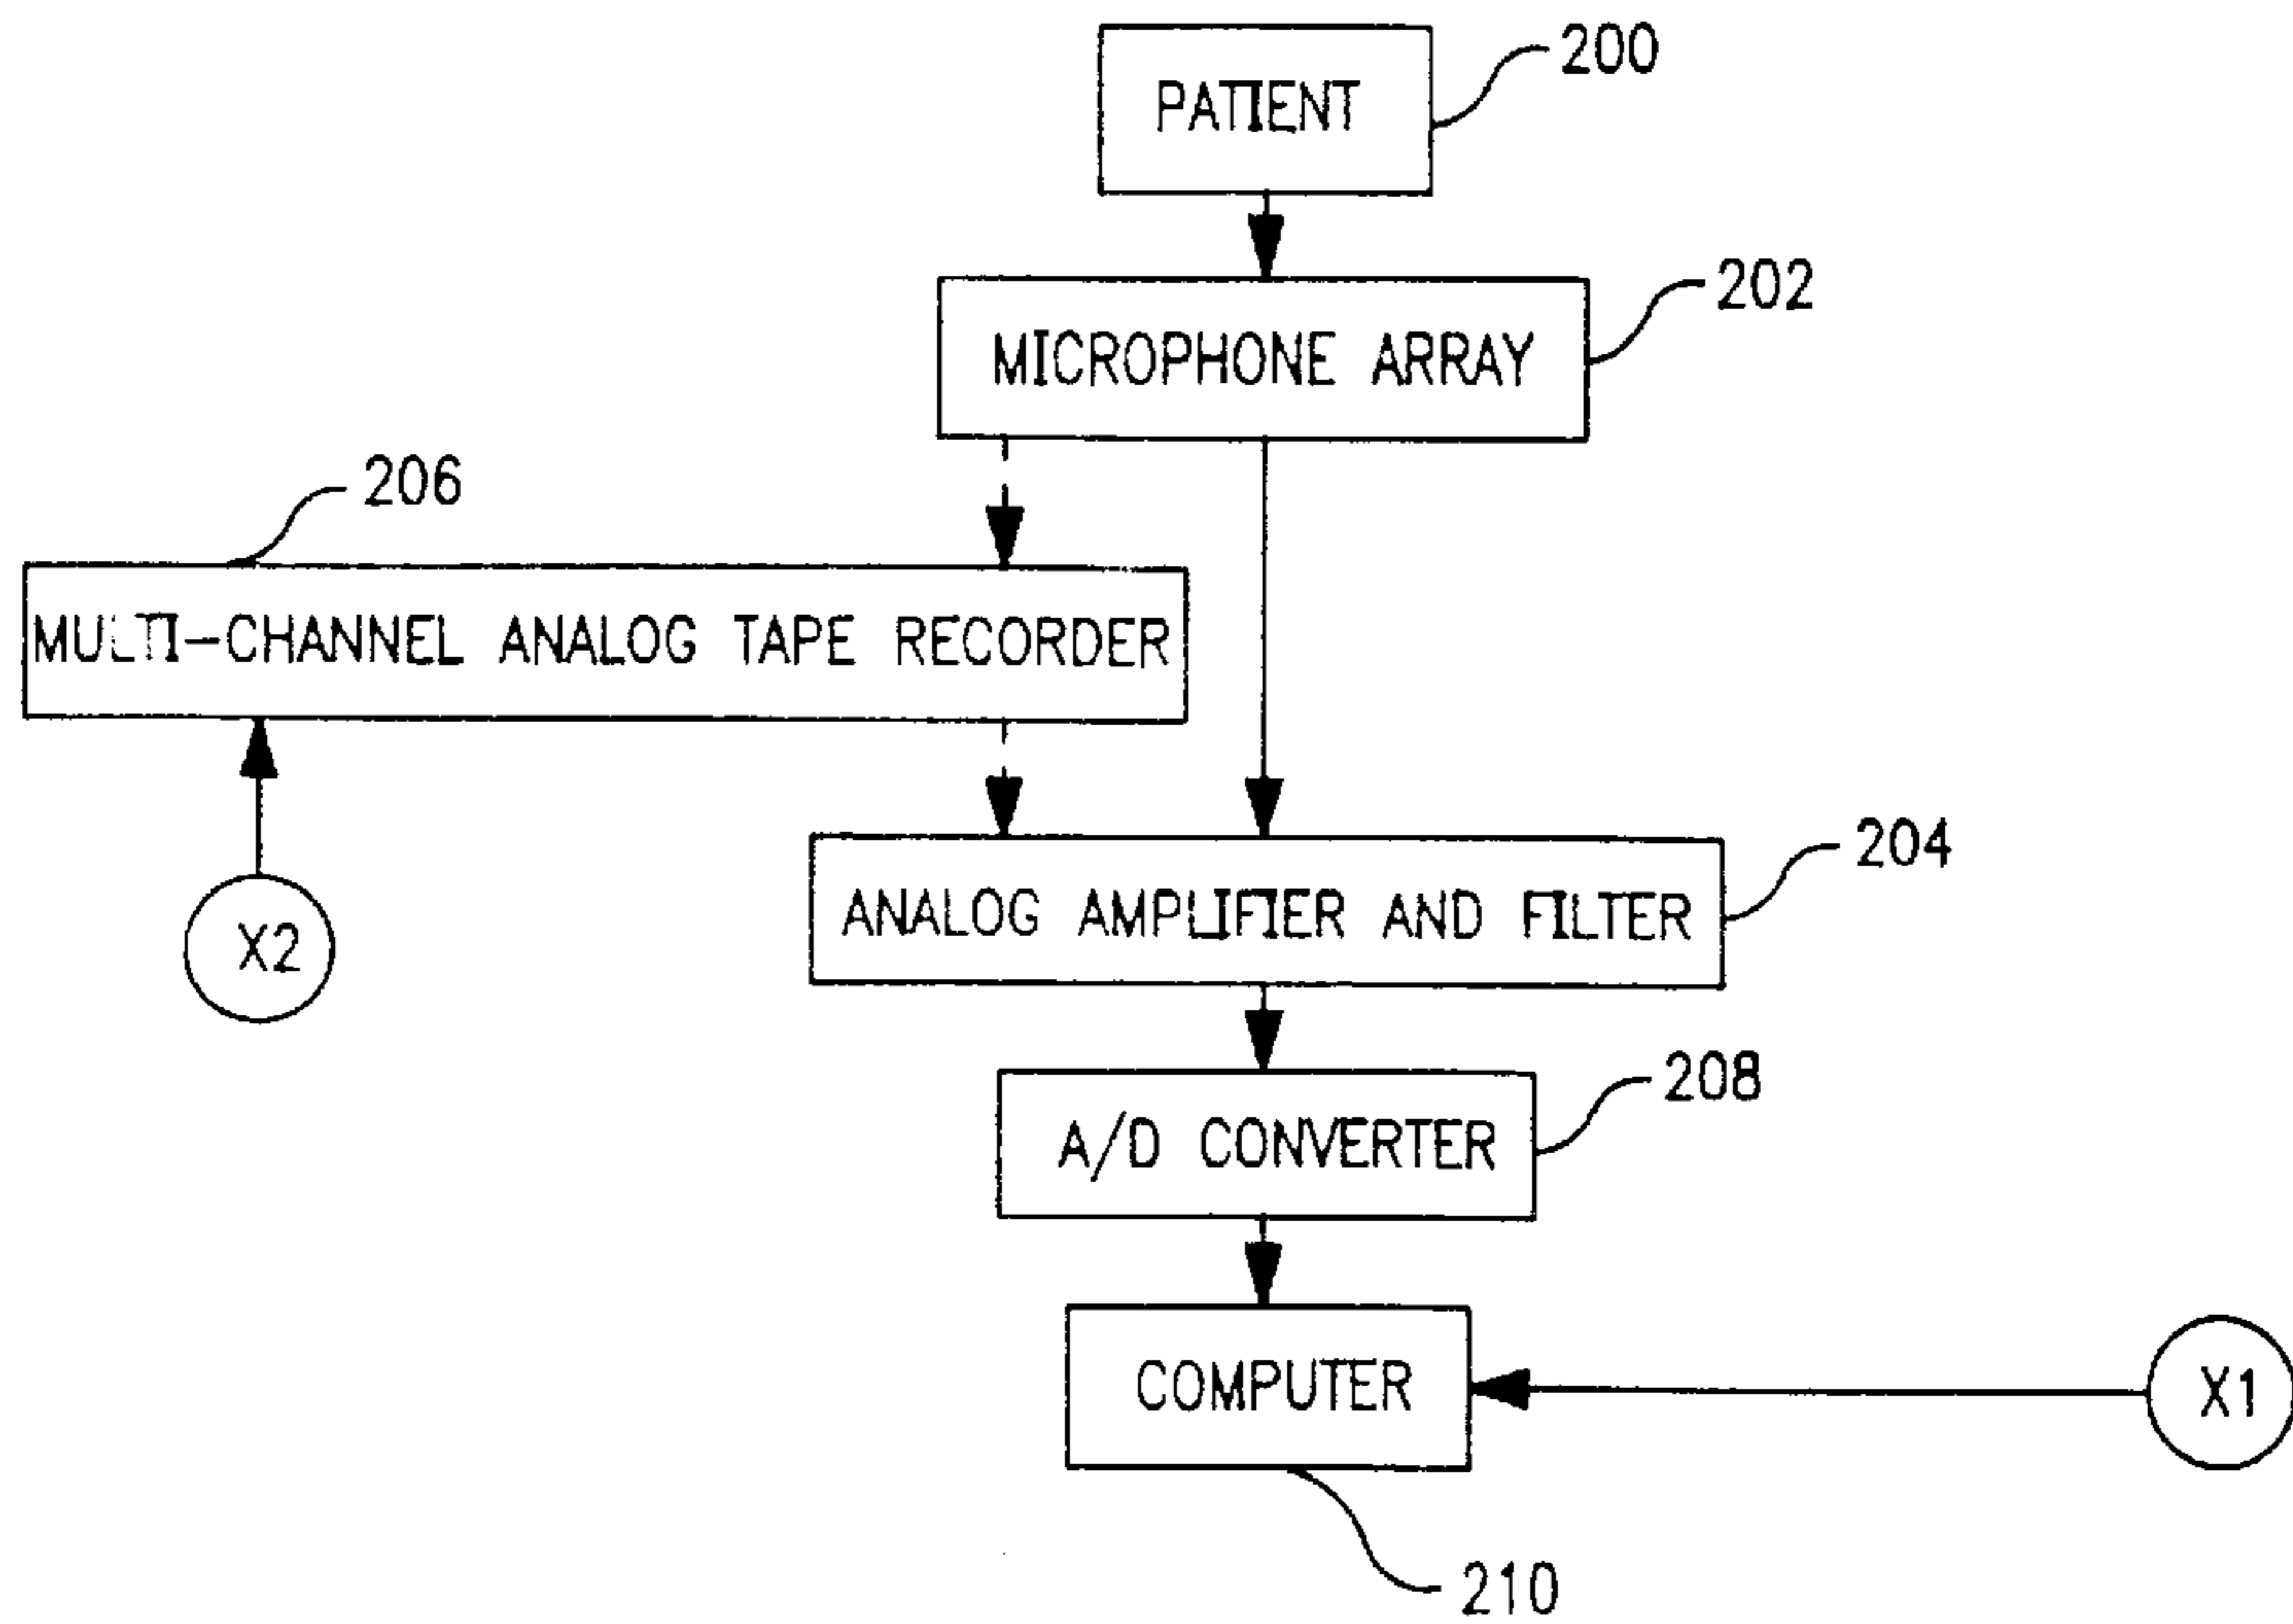 200
PATIENT
202
MICROPHONE ARRAY
206
MULTI-CHANNEL ANALOG TAPE RECORDER
204
ANALOG AMPLIFIER AND FILTER
X2
208
A/D CONVERTER
COMPUTER
X1
210